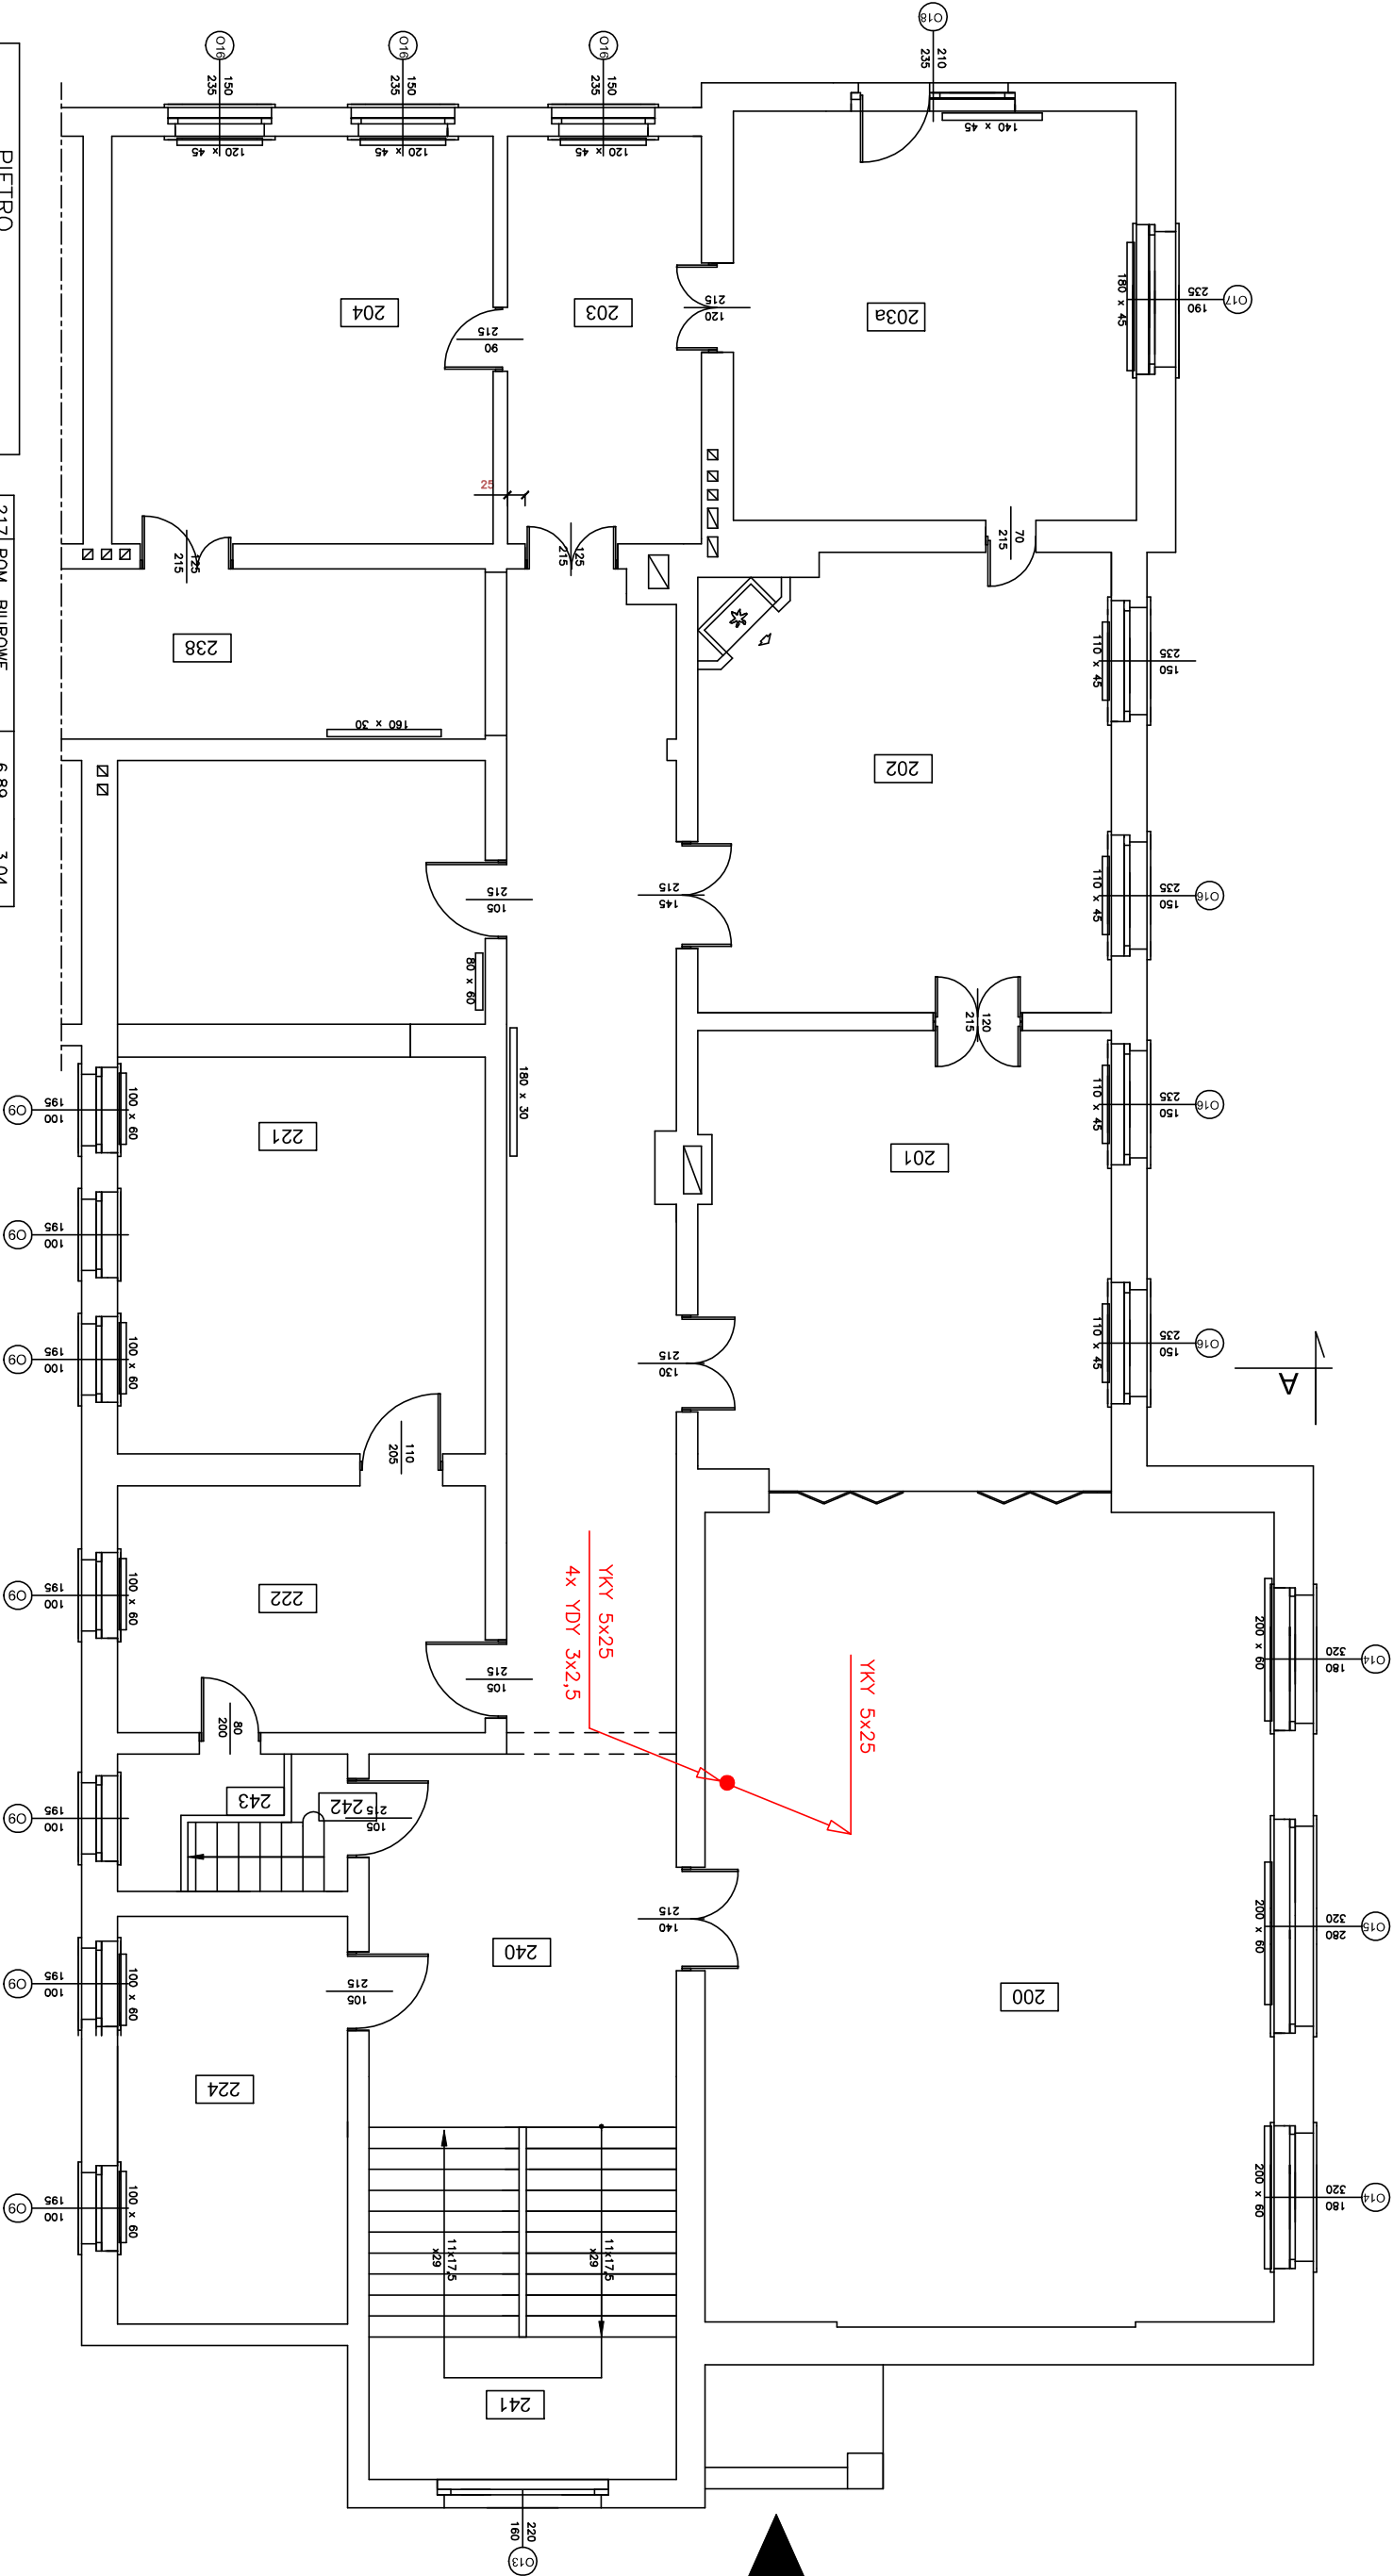 O18
210
235
O16
150
235
O16
150
235
O16
150
235
120 x 45
120 x 45
120 x 45
140 x 45
PIĘTRO
204
203
203a
180 x 45
235
190
O17
215
90
215
120
25
70
215
125
215
125
215
217
POM. BIUROWE
6.89
3.04
238
160 x 30
110 x 45
235
150
202
215
105
215
145
110 x 45
235
150
O16
80 x 60
120
215
180 x 30
110 x 45
235
150
O16
O9
195
100
100 x 60
221
201
O9
195
100
O9
195
100
100 x 60
215
130
110 x 45
235
150
O16
A
110
205
O9
195
100
100 x 60
222
YKY 5x25
4x YDY 3x2,5
YKY 5x25
200 x 60
320
180
O14
215
105
80
200
O9
195
100
243
242
215
105
215
140
200 x 60
320
280
O15
240
O9
195
100
100 x 60
215
105
200
224
O9
195
100
100 x 60
11x17,5
x29
11x17,5
x29
200 x 60
320
180
O14
241
220
160
O13